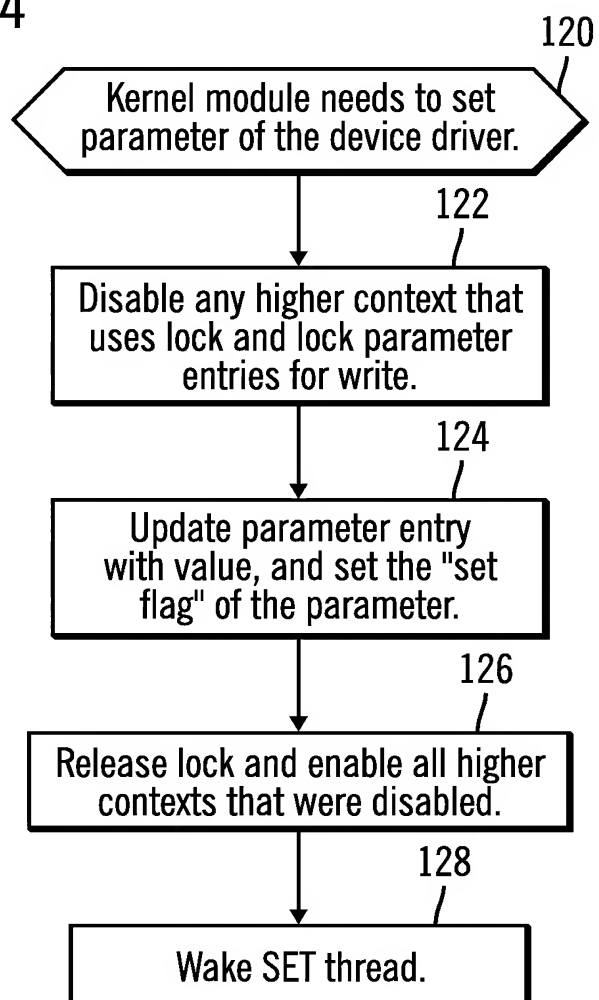 4
120
Kernel module needs to set
parameter of the device driver.
122
Disable any higher context that
uses lock and lock parameter
entries for write.
124
Update parameter entry
with value, and set the "set
flag" of the parameter.
126
Release lock and enable all higher
contexts that were disabled.
128
Wake SET thread.